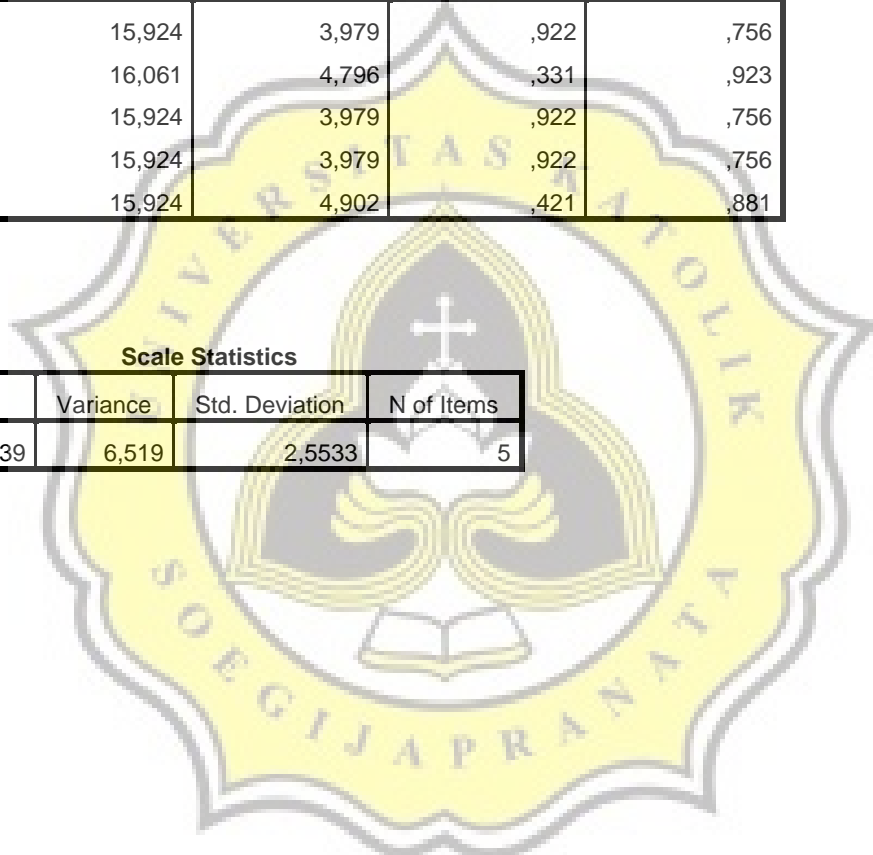 15,924 3,979 ,922 ,756
16,061 4,796 ,331 ,923
15,924 3,979 ,922 ,756
15,924 3,979 ,922 ,756
15,924 4,902 ,421 ,881
Scale Statistics
Variance Std. Deviation N of Items
39 6,519 2,5533 5
UNIVERSITAS KATOLIK
SOEGIJAPRANATA